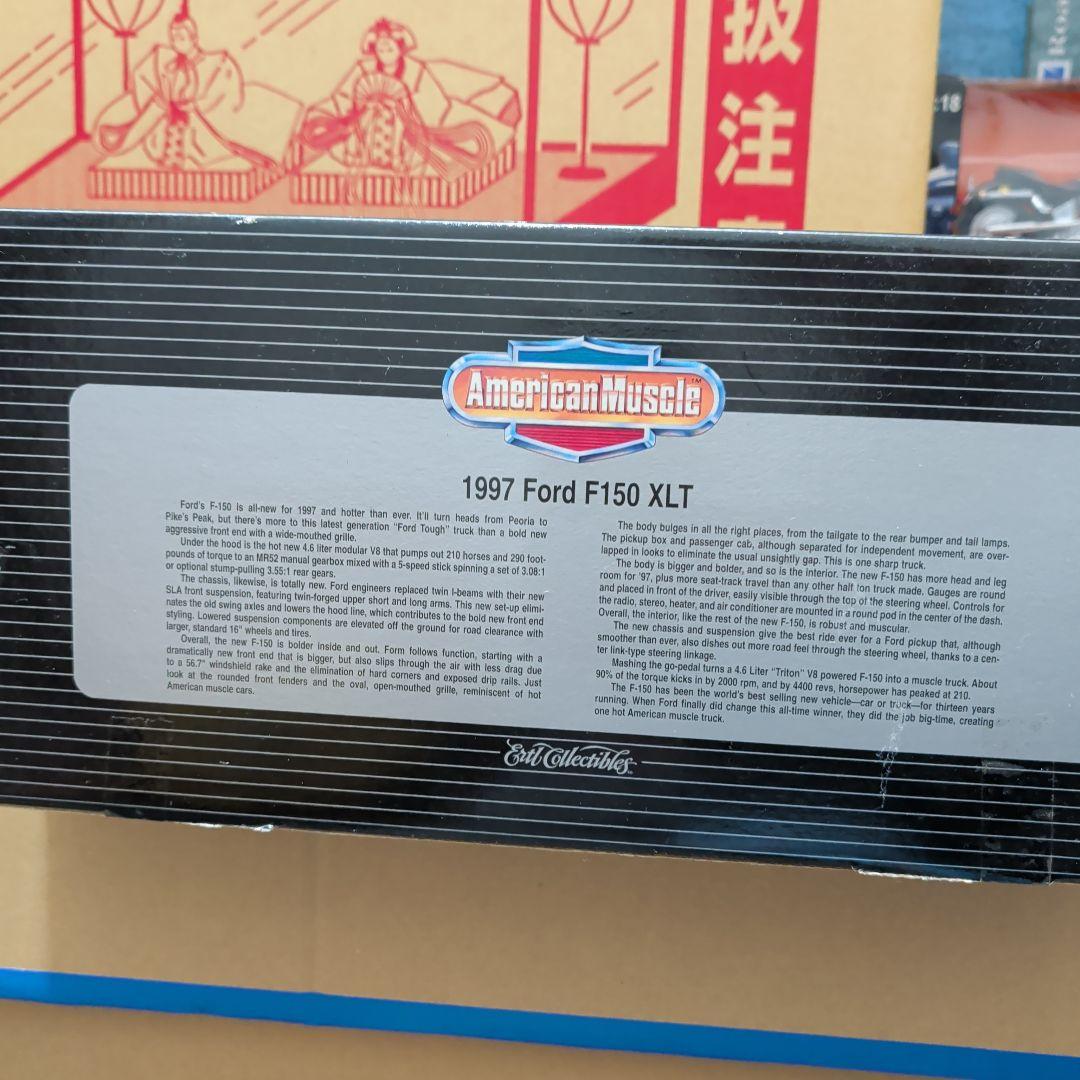 抜
注
Roa
:18
AmericanMuscle™
1997 Ford F150 XLT
Ford's F-150 is all-new for 1997 and hotter than ever. It'll turn heads from Peoria to
Pike's Peak, but there's more to this latest generation "Ford Tough" truck than a bold new
aggressive front end with a wide-mouthed grille.
Under the hood is the hot new 4.6 liter modular V8 that pumps out 210 horses and 290 foot-
pounds of torque to an MR52 manual gearbox mixed with a 5-speed stick spinning a set of 3.08:1
or optional stump-pulling 3.55:1 rear gears.
The chassis, likewise, is totally new. Ford engineers replaced twin I-beams with their new
SLA front suspension, featuring twin-forged upper short and long arms. This new set-up elimi-
nates the old swing axles and lowers the hood line, which contributes to the bold new front end
styling. Lowered suspension components are elevated off the ground for road clearance with
larger, standard 16" wheels and tires.
Overall, the new F-150 is bolder inside and out. Form follows function, starting with a
dramatically new front end that is bigger, but also slips through the air with less drag due
to a 56.7° windshield rake and the elimination of hard corners and exposed drip rails. Just
look at the rounded front fenders and the oval, open-mouthed grille, reminiscent of hot
American muscle cars.
The body bulges in all the right places, from the tailgate to the rear bumper and tail lamps.
The pickup box and passenger cab, although separated for independent movement, are over-
lapped in looks to eliminate the usual unsightly gap. This is one sharp truck.
The body is bigger and bolder, and so is the interior. The new F-150 has more head and leg
room for '97, plus more seat-track travel than any other half ton truck made. Gauges are round
and placed in front of the driver, easily visible through the top of the steering wheel. Controls for
the radio, stereo, heater, and air conditioner are mounted in a round pod in the center of the dash.
Overall, the interior, like the rest of the new F-150, is robust and muscular.
The new chassis and suspension give the best ride ever for a Ford pickup that, although
smoother than ever, also dishes out more road feel through the steering wheel, thanks to a cen-
ter link-type steering linkage.
Mashing the go-pedal turns a 4.6 Liter "Triton" V8 powered F-150 into a muscle truck. About
90% of the torque kicks in by 2000 rpm, and by 4400 revs, horsepower has peaked at 210.
The F-150 has been the world's best selling new vehicle—car or truck—for thirteen years
running. When Ford finally did change this all-time winner, they did the job big-time, creating
one hot American muscle truck.
Ertl Collectibles